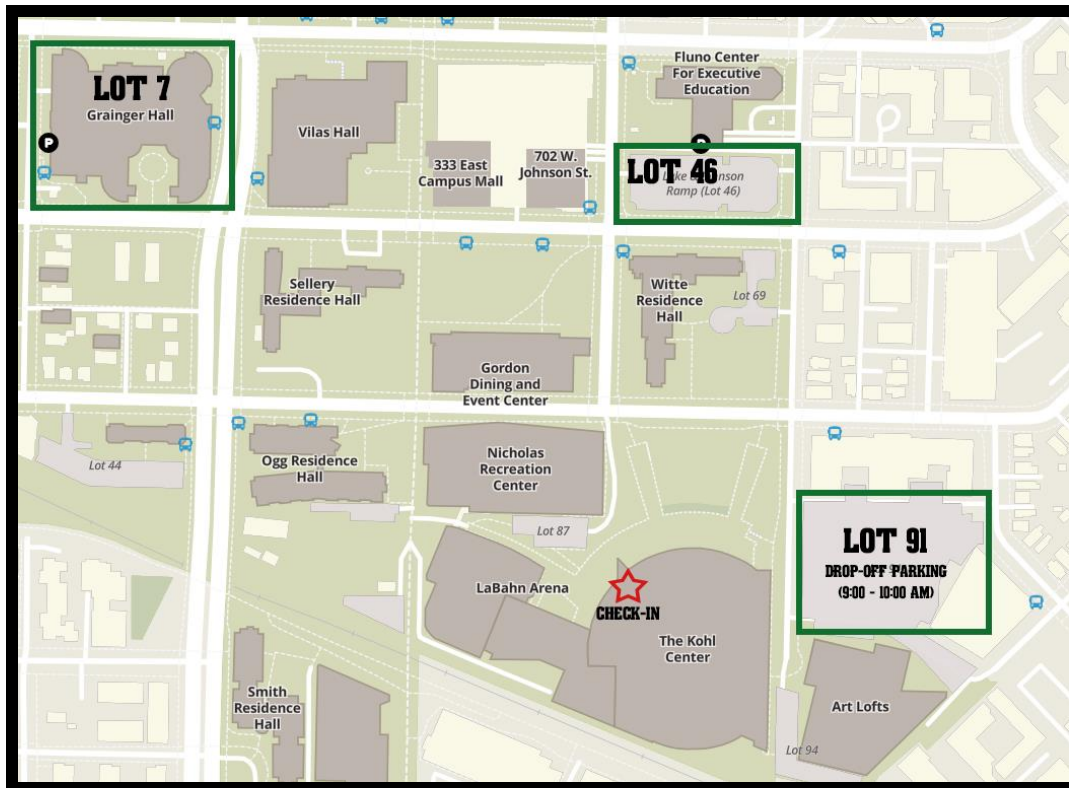 LOT 7
Grainger Hall
P
Vilas Hall
333 East
Campus Mall
702 W.
Johnson St.
Fluno Center
For Executive
Education
LOT 46
Ramp (Lot 46)
Sellery
Residence Hall
Witte
Residence
Hall
Lot 69
Gordon
Dining and
Event Center
Lot 44
Ogg Residence
Hall
Nicholas
Recreation
Center
Lot 87
LOT 91
DROP-OFF PARKING
(9:00 - 10:00 AM)
LaBahn Arena
CHECK-IN
The Kohl
Center
Smith
Residence
Hall
Art Lofts
Lot 94